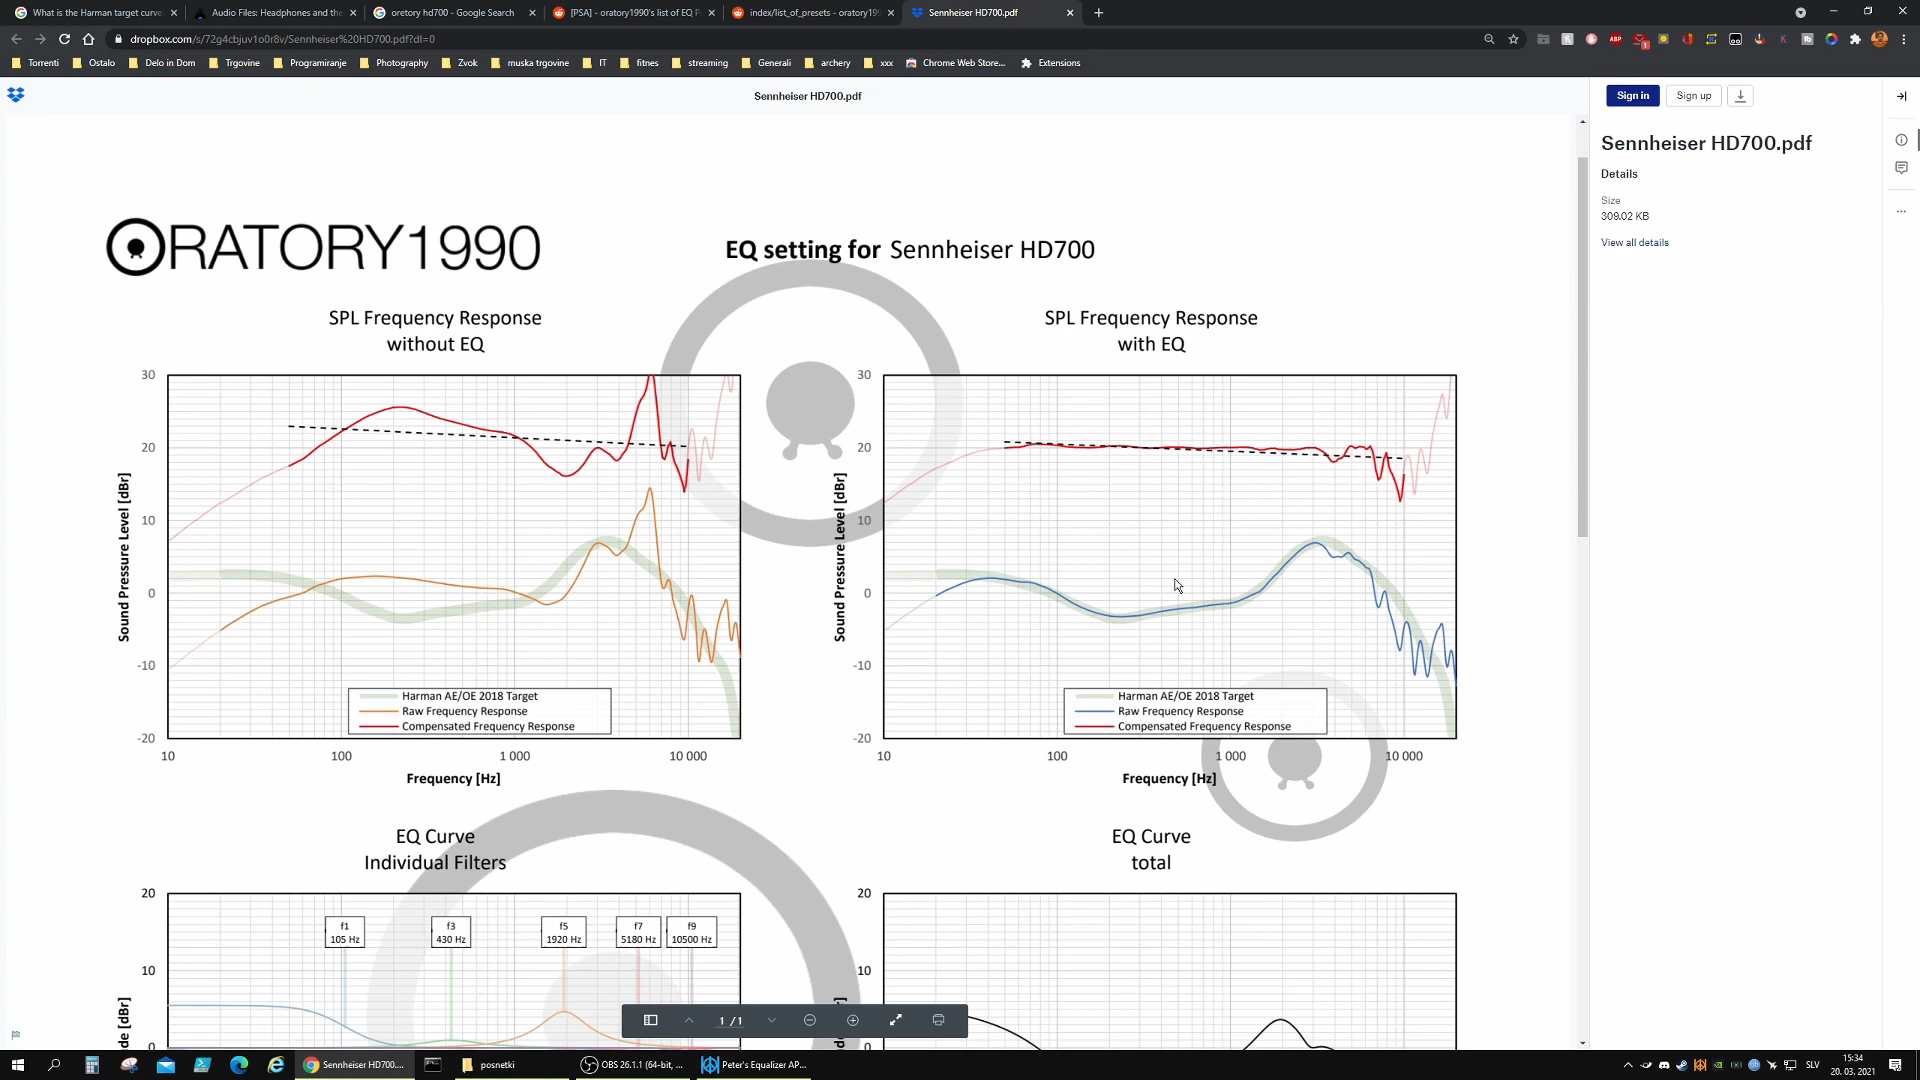 What is the Harman target curve
Audio Files: Headphones and the
oretory hd700 - Google Search
[PSA] - oratory1990's list of EQ P
index/list_of_presets - oratory199
Sennheiser HD700.pdf
dropbox.com/s/72g4cbjuv1o0r8v/Sennheiser%20HD700.pdf?dl=0
ABP
1
K
Torrenti
Ostalo
Delo in Dom
Trgovine
Programiranje
Photography
Zvok
muska trgovine
IT
fitnes
streaming
Generali
archery
xxx
Chrome Web Store...
Extensions
Sennheiser HD700.pdf
Sign in
Sign up
Sennheiser HD700.pdf
Details
Size
309.02 KB
View all details
ORATORY1990
EQ setting for Sennheiser HD700
SPL Frequency Response
without EQ
30
20
10
0
-10
-20
Sound Pressure Level [dBr]
Harman AE/OE 2018 Target
Raw Frequency Response
Compensated Frequency Response
10
100
1 000
10 000
Frequency [Hz]
SPL Frequency Response
with EQ
30
20
10
0
-10
-20
Sound Pressure Level [dBr]
Harman AE/OE 2018 Target
Raw Frequency Response
Compensated Frequency Response
10
100
1 000
10 000
Frequency [Hz]
EQ Curve
Individual Filters
20
10
0
f1
105 Hz
f3
430 Hz
f5
1920 Hz
f7
5180 Hz
f9
10500 Hz
de [dBr]
EQ Curve
total
20
10
0
de [dBr]
1 / 1
Sennheiser HD700....
posnetki
OBS 26.1.1 (64-bit, ...
Peter's Equalizer AP...
SLV
15:34
20. 03. 2021